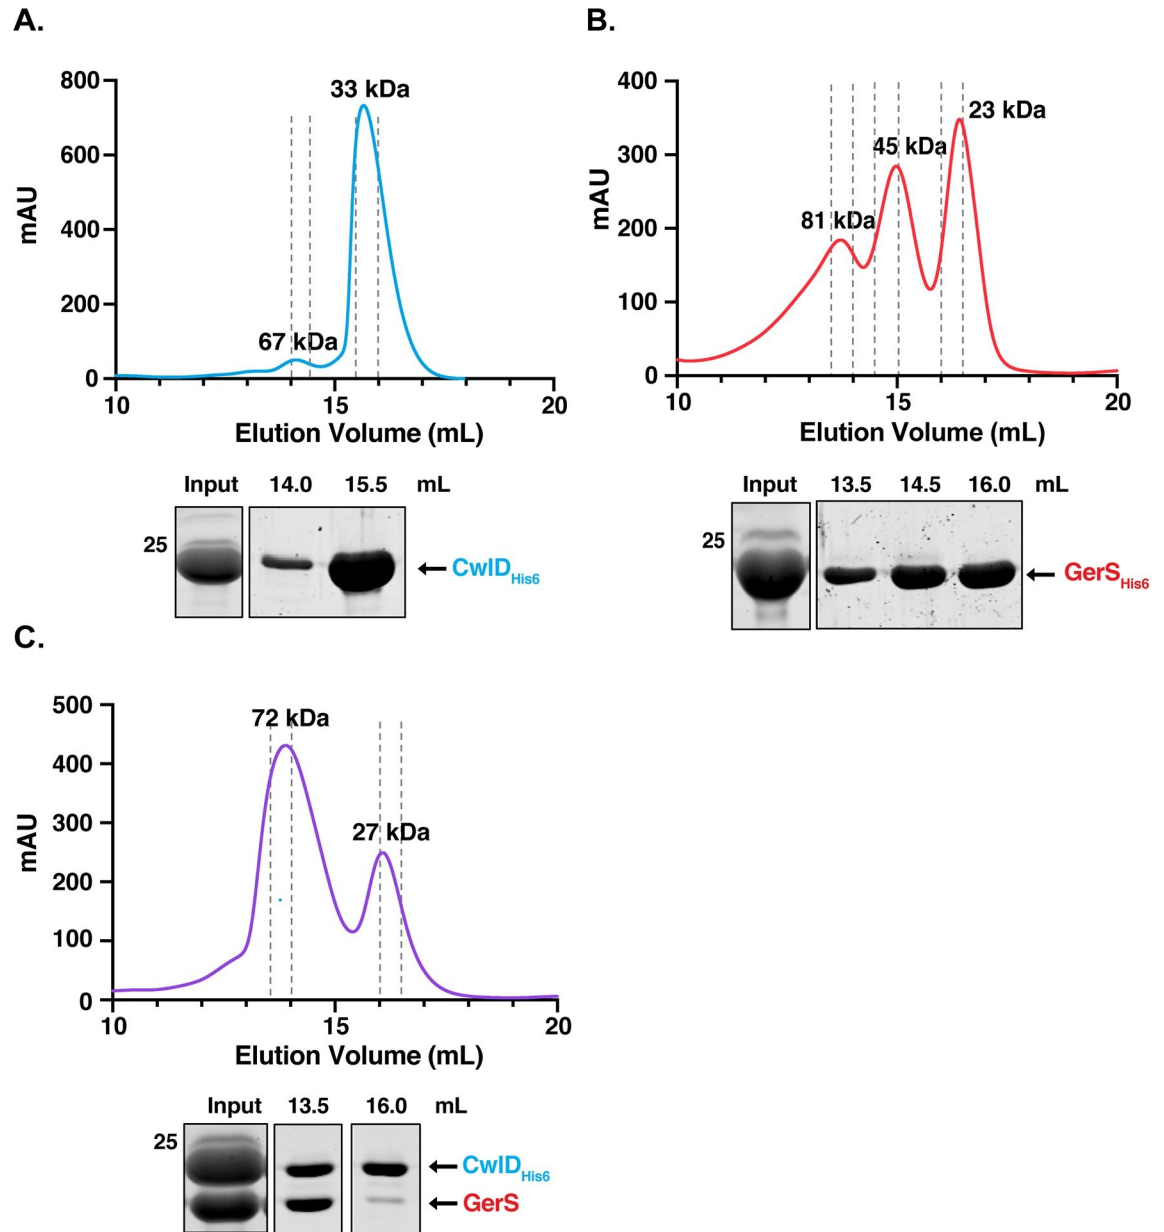 A.
800
600
400
200
0
mAU
33 kDa
67 kDa
10 15 20
Elution Volume (mL)
Input 14.0 15.5 mL
25
CwlDHis6
B.
400
300
200
100
0
mAU
81 kDa
45 kDa
23 kDa
10 15 20
Elution Volume (mL)
Input 13.5 14.5 16.0 mL
25
GerSHis6
C.
500
400
300
200
100
0
mAU
72 kDa
27 kDa
10 15 20
Elution Volume (mL)
Input 13.5 16.0 mL
25
CwlDHis6
GerS